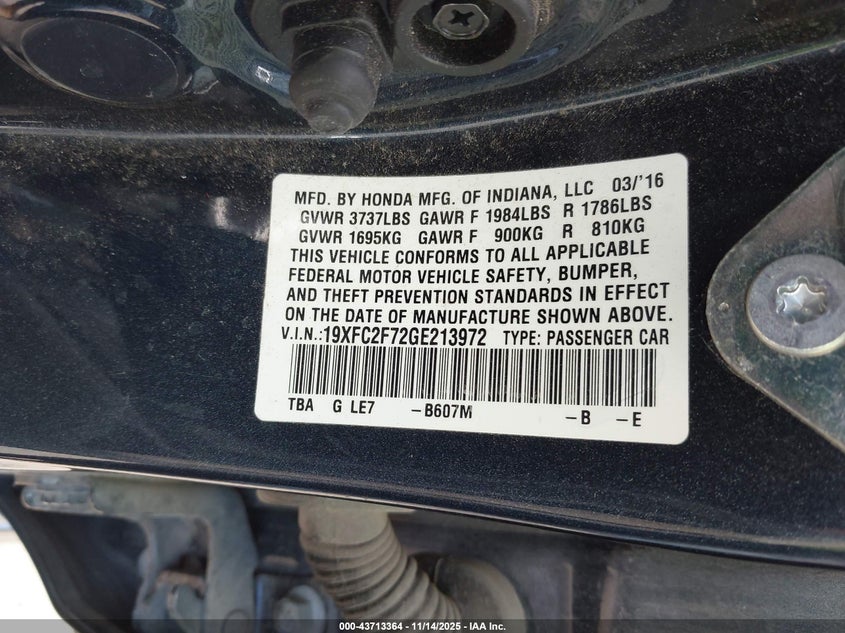 MFD. BY HONDA MFG. OF INDIANA, LLC 03/'16
GVWR 3737LBS GAWR F 1984LBS R 1786LBS
GVWR 1695KG GAWR F 900KG R 810KG
THIS VEHICLE CONFORMS TO ALL APPLICABLE
FEDERAL MOTOR VEHICLE SAFETY, BUMPER,
AND THEFT PREVENTION STANDARDS IN EFFECT
ON THE DATE OF MANUFACTURE SHOWN ABOVE.
V.I.N.:19XFC2F72GE213972 TYPE: PASSENGER CAR
TBA G LE7 -B607M -B -E
000-43713364 | 11/14/2025 - IAA Inc.